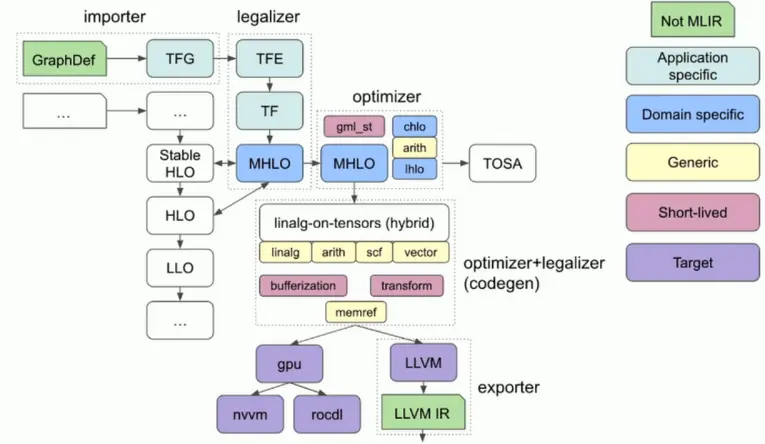 importer
legalizer
Not MLIR
GraphDef
TFG
TFE
Application
specific
...
...
TF
optimizer
Domain specific
gml_st
chlo
arith
lhlo
Stable
HLO
MHLO
MHLO
TOSA
Generic
HLO
linalg-on-tensors (hybrid)
Short-lived
linalg
arith
scf
vector
LLO
optimizer+legalizer
(codegen)
Target
bufferization
transform
...
memref
gpu
LLVM
exporter
nvvm
rocdl
LLVM IR